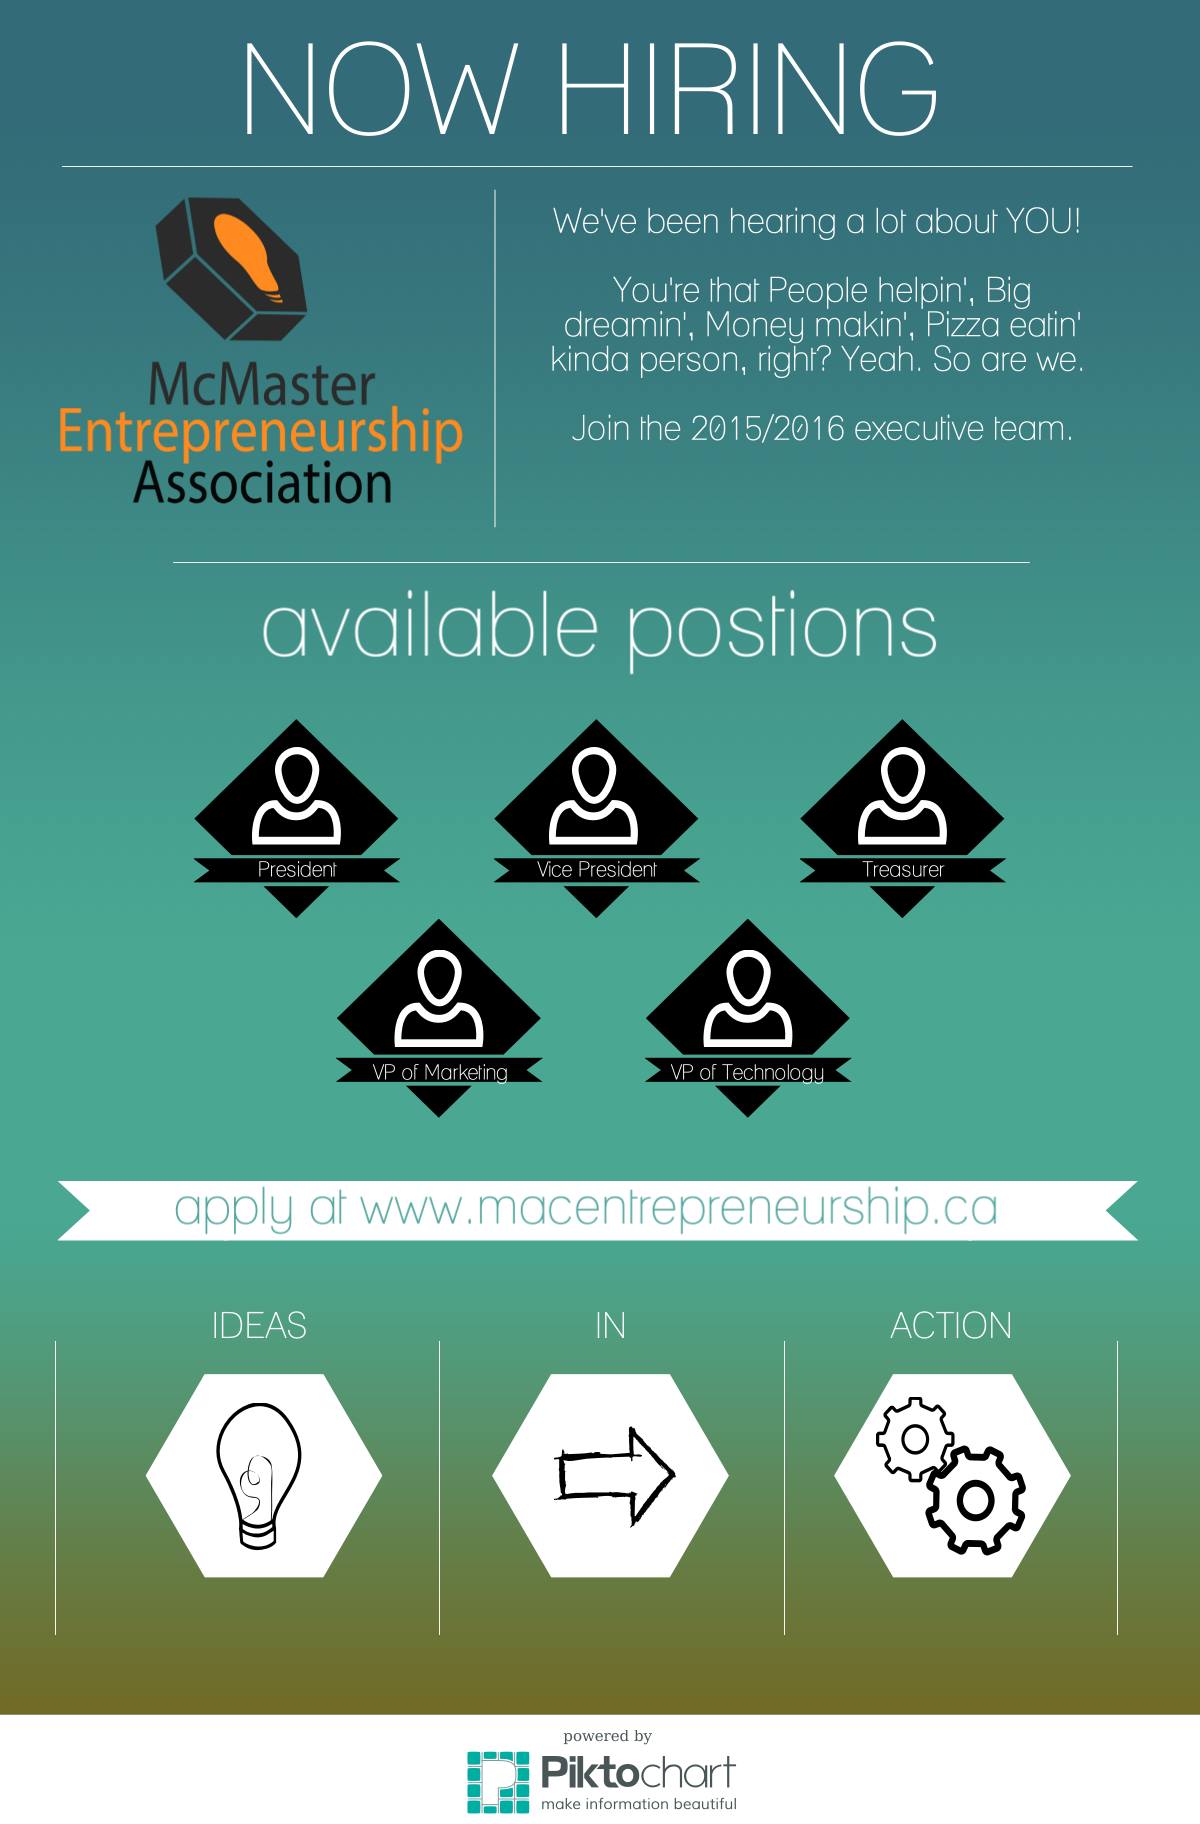 NOW HIRING
McMaster
Entrepreneurship
Association
We've been hearing a lot about YOU!
You're that People helpin', Big
dreamin', Money makin', Pizza eatin'
kinda person, right? Yeah. So are we.
Join the 2015/2016 executive team.
available postions
President
Vice President
Treasurer
VP of Marketing
VP of Technology
apply at www.macentrepreneurship.ca
IDEAS
IN
ACTION
powered by
Piktochart
make information beautiful